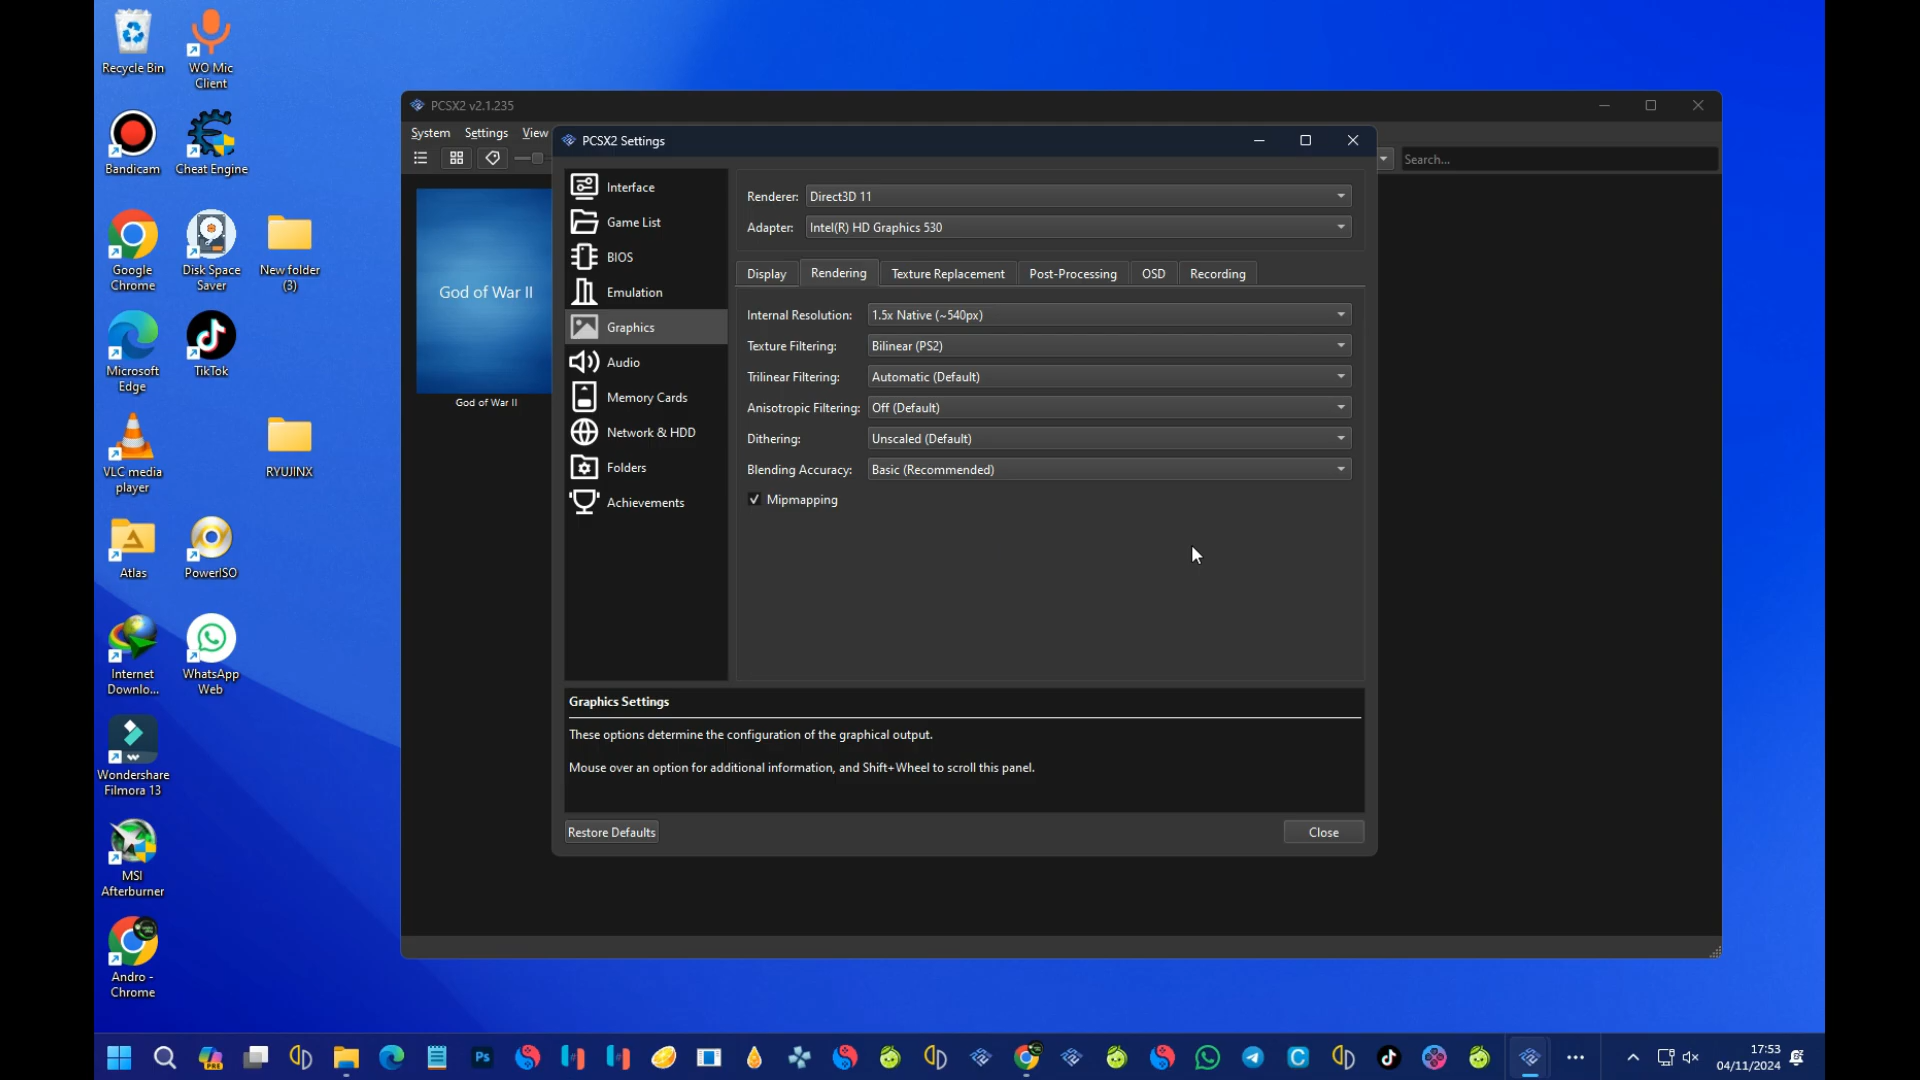 Recycle Bin
WO Mic
Client
Bandicam
Cheat Engine
Google
Chrome
Disk Space
Saver
New folder
(3)
Microsoft
Edge
TikTok
VLC media
player
RYUJINX
Atlas
PowerISO
Internet
Downlo...
WhatsApp
Web
Wondershare
Filmora 13
MSI
Afterburner
Andro -
Chrome
PCSX2 v2.1.235
System Settings View
Search...
God of War II
God of War II
PCSX2 Settings
Interface
Game List
BIOS
Emulation
Graphics
Audio
Memory Cards
Network & HDD
Folders
Achievements
Renderer: Direct3D 11
Adapter: Intel(R) HD Graphics 530
Display Rendering Texture Replacement Post-Processing OSD Recording
Internal Resolution: 1.5x Native (~540px)
Texture Filtering: Bilinear (PS2)
Trilinear Filtering: Automatic (Default)
Anisotropic Filtering: Off (Default)
Dithering: Unscaled (Default)
Blending Accuracy: Basic (Recommended)
Mipmapping
Graphics Settings
These options determine the configuration of the graphical output.
Mouse over an option for additional information, and Shift+Wheel to scroll this panel.
Restore Defaults
Close
PRE
Ps
C
17:53
04/11/2024